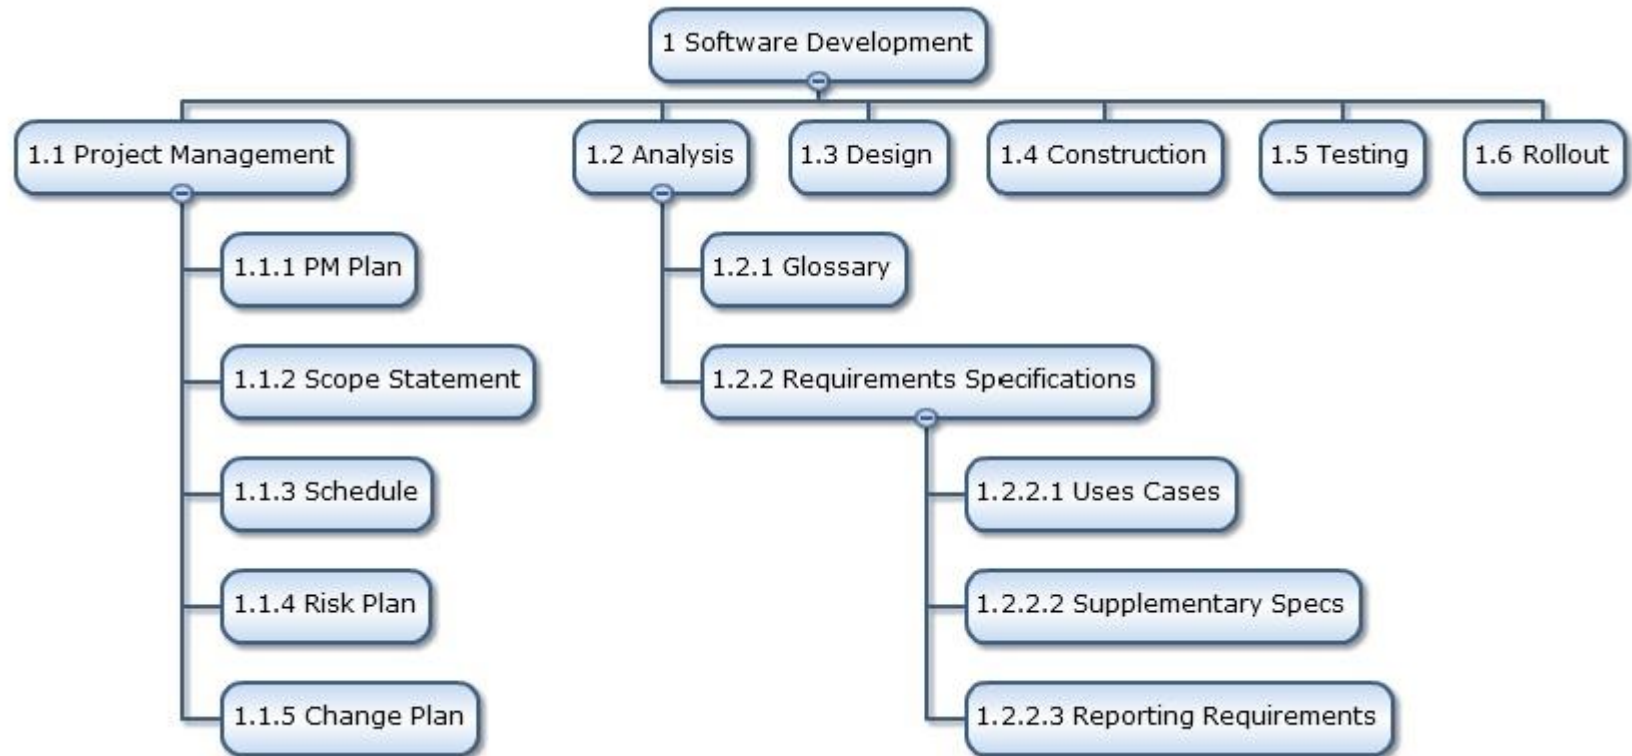 1 Software Development
1.1 Project Management
1.2 Analysis
1.3 Design
1.4 Construction
1.5 Testing
1.6 Rollout
1.1.1 PM Plan
1.1.2 Scope Statement
1.1.3 Schedule
1.1.4 Risk Plan
1.1.5 Change Plan
1.2.1 Glossary
1.2.2 Requirements Specifications
1.2.2.1 Uses Cases
1.2.2.2 Supplementary Specs
1.2.2.3 Reporting Requirements